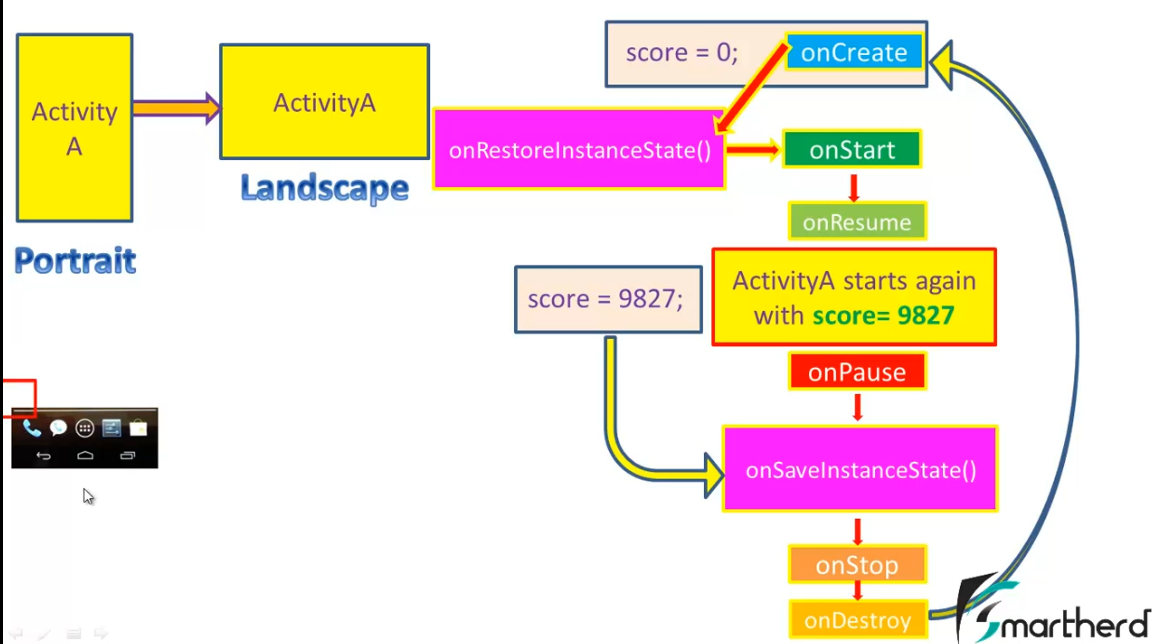 Activity
A
Portrait
ActivityA
Landscape
score = 0;
onCreate
onRestoreInstanceState()
onStart
onResume
score = 9827;
ActivityA starts again
with score= 9827
onPause
onSaveInstanceState()
onStop
onDestroy
Smartherd